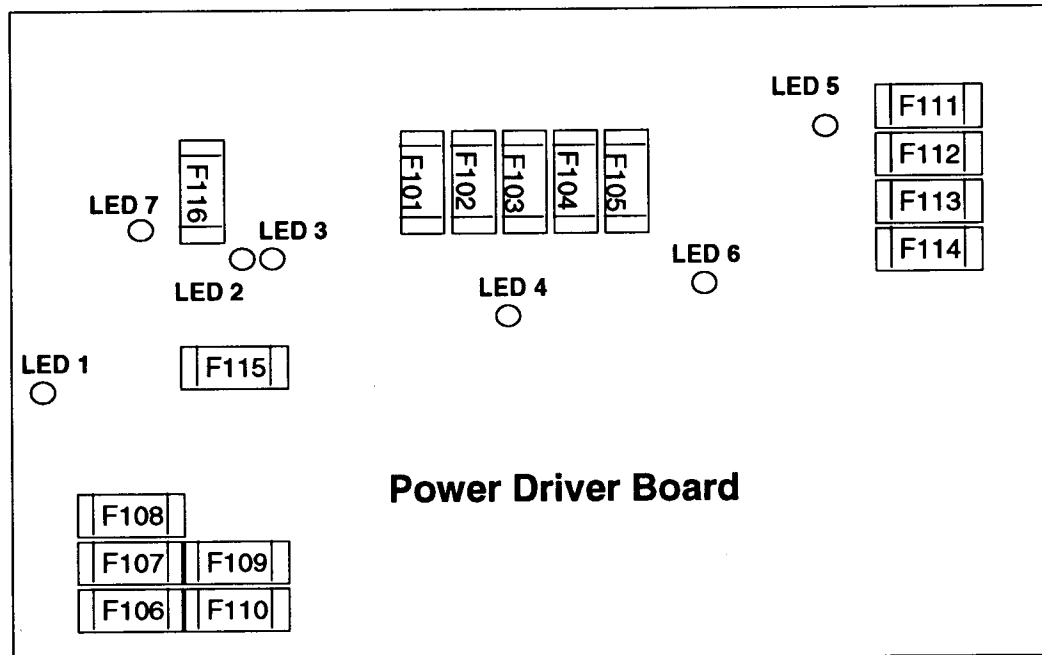 LED 5
F111
F112
F113
F114
F116
F101
F102
F103
F104
F105
LED 7
LED 3
LED 2
LED 4
LED 6
LED 1
F115
Power Driver Board
F108
F107
F109
F106
F110